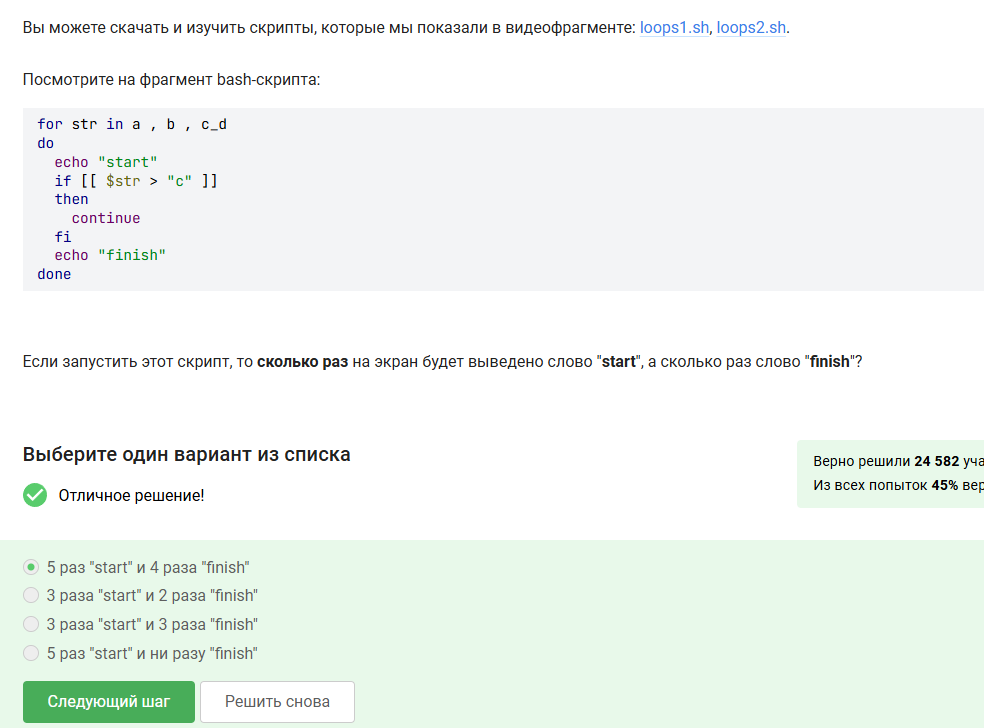 Вы можете скачать и изучить скрипты, которые мы показали в видеофрагменте: loops1.sh, loops2.sh.
Посмотрите на фрагмент bash-скрипта:
for str in a , b , c_d
do
  echo "start"
  if [[ $str > "c" ]]
  then
    continue
  fi
  echo "finish"
done
Если запустить этот скрипт, то сколько раз на экран будет выведено слово "start", а сколько раз слово "finish"?
Выберите один вариант из списка
Отличное решение!
Верно решили 24 582
Из всех попыток 45%
5 раз "start" и 4 раза "finish"
3 раза "start" и 2 раза "finish"
3 раза "start" и 3 раза "finish"
5 раз "start" и ни разу "finish"
Следующий шаг
Решить снова